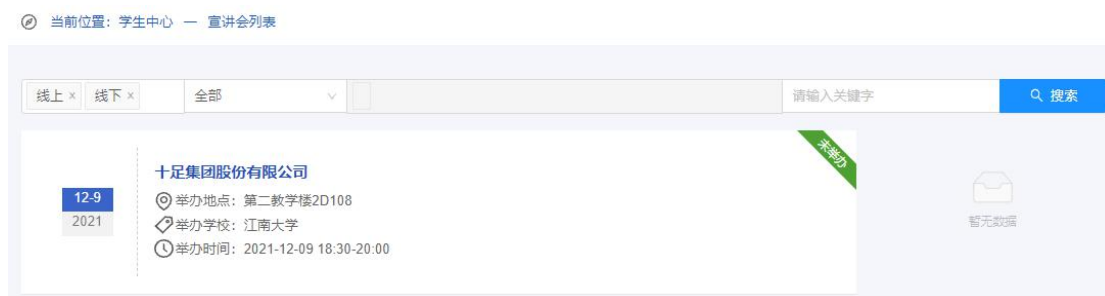 当前位置：学生中心 — 宣讲会列表
线上 × 线下 × 全部 请输入关键字 搜索
未举办
十足集团股份有限公司
12-9
2021
举办地点：第二教学楼2D108
举办学校：江南大学
举办时间：2021-12-09 18:30-20:00
暂无数据